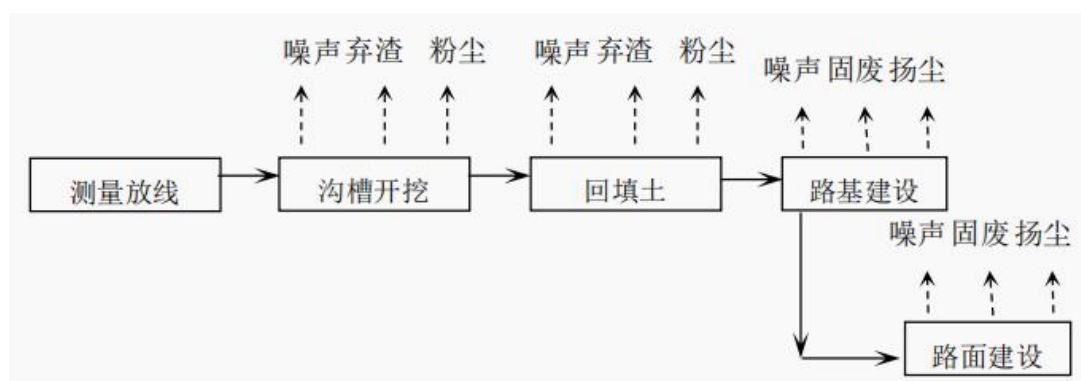 噪声 弃渣 粉尘
噪声 弃渣 粉尘
噪声 固废 扬尘
测量放线
沟槽开挖
回填土
路基建设
噪声 固废 扬尘
路面建设